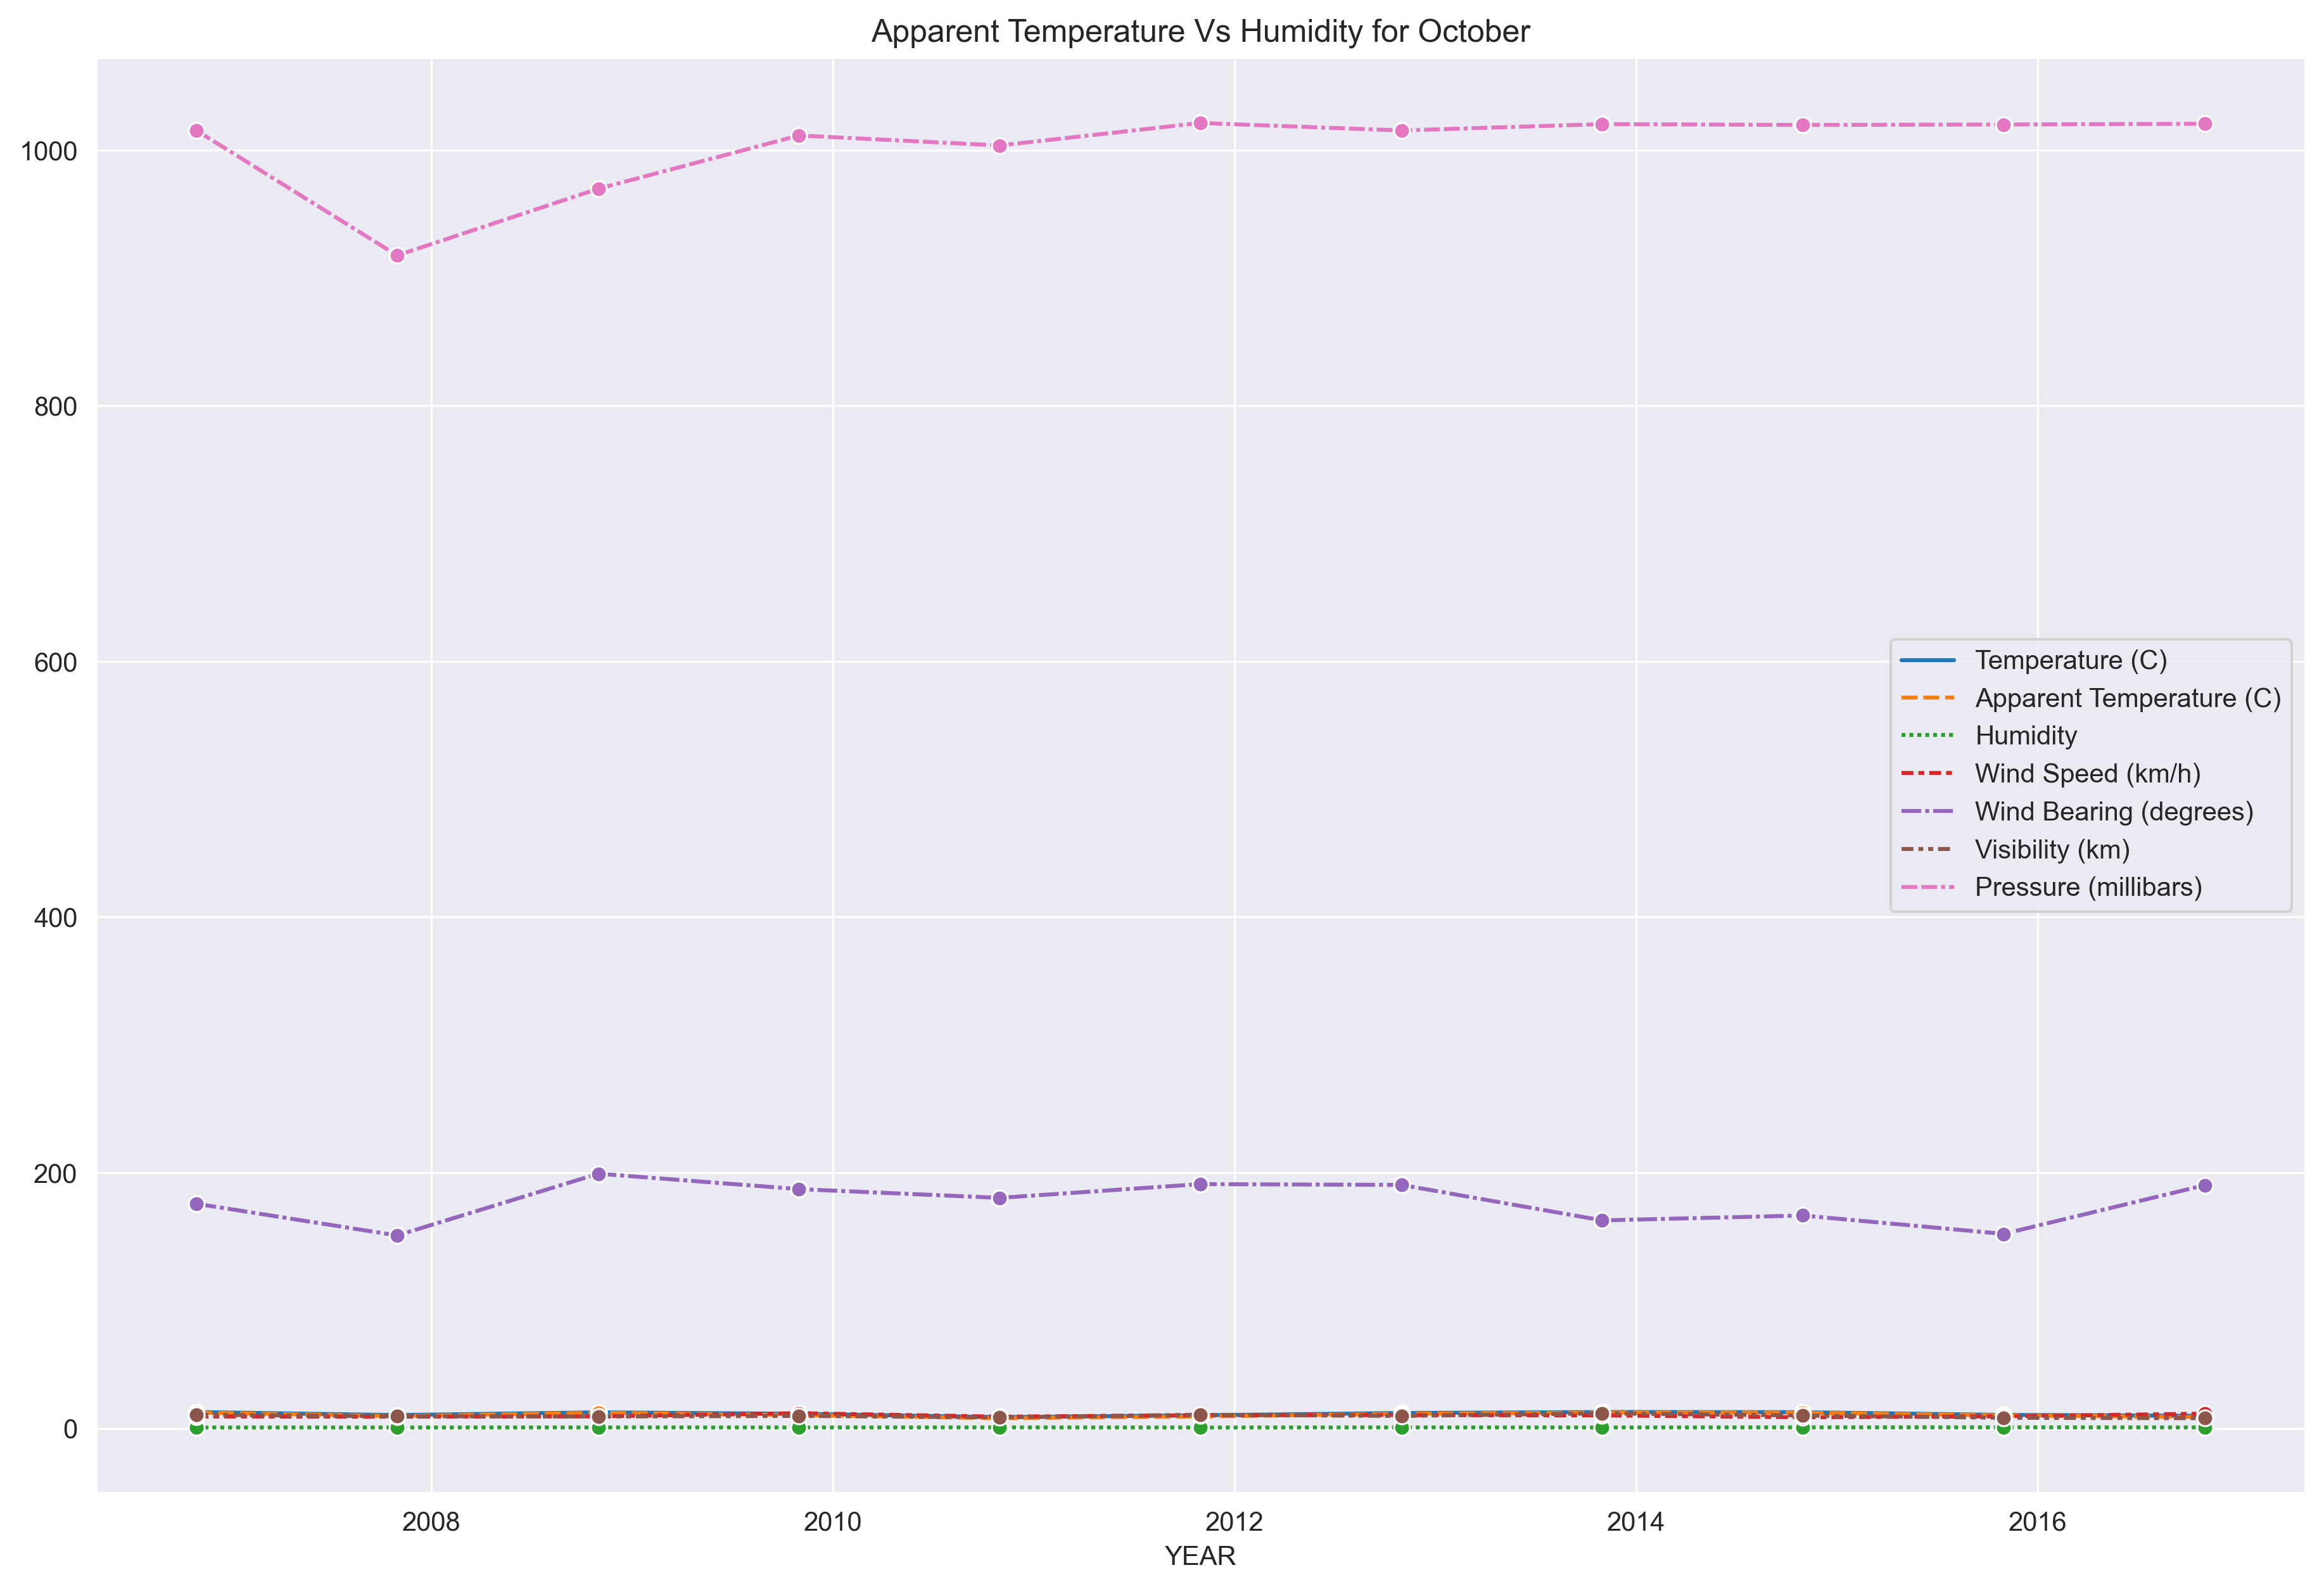 Apparent Temperature Vs Humidity for October
1000
800
600
400
200
0
Temperature (C)
Apparent Temperature (C)
Humidity
Wind Speed (km/h)
Wind Bearing (degrees)
Visibility (km)
Pressure (millibars)
2008 2010 2012 2014 2016
YEAR